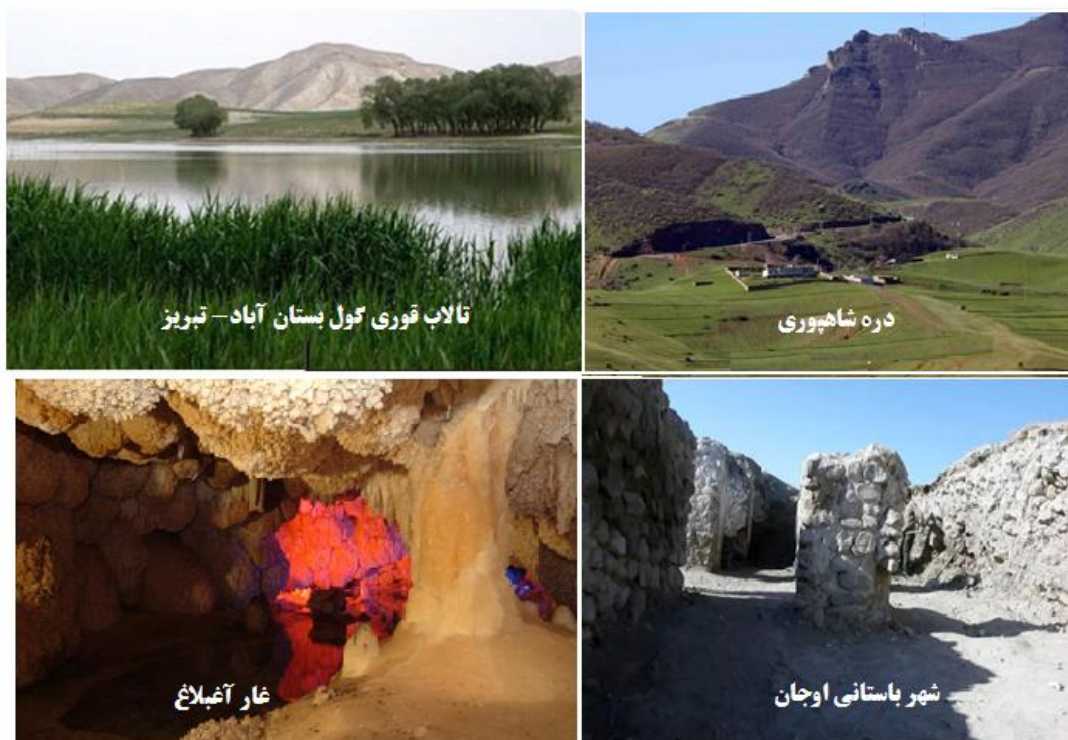 تالاب قوری گول بستان آباد – تبریز
دره شاهپوری
غار آغبلاغ
شهر باستانی اوجان